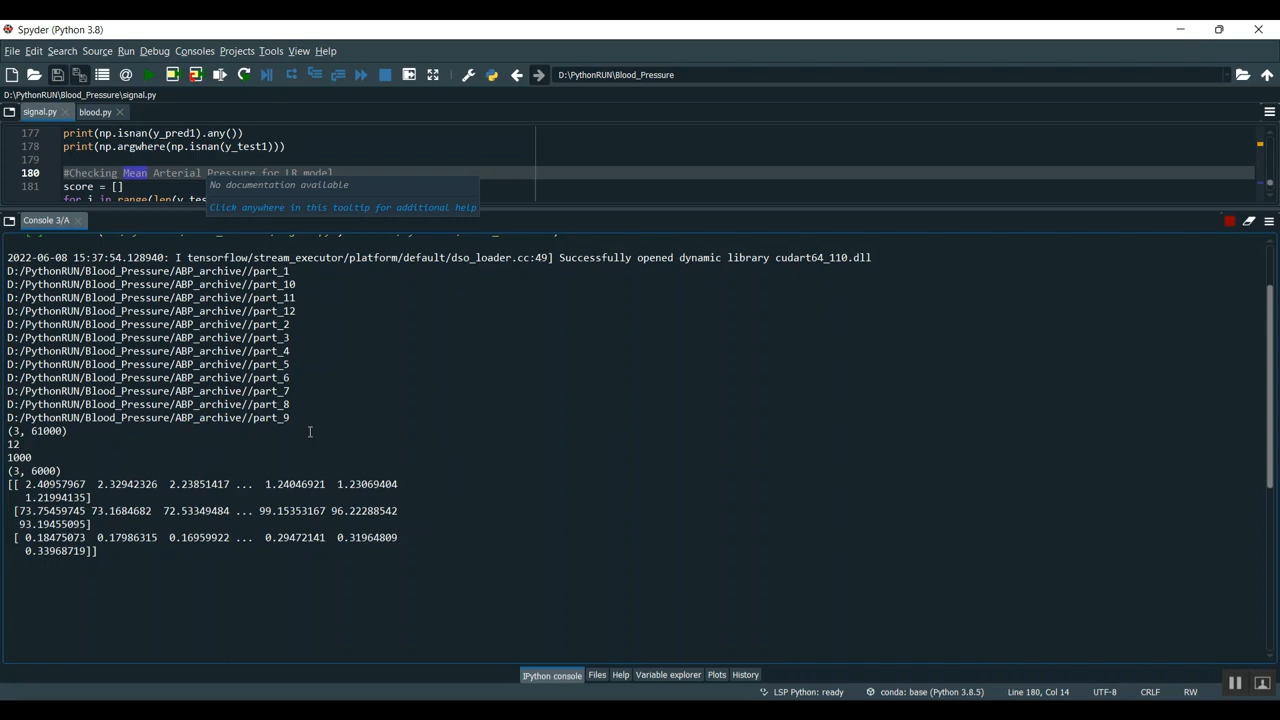 Spyder (Python 3.8)
File Edit Search Source Run Debug Consoles Projects Tools View Help
D:\PythonRUN\Blood_Pressure
D:\PythonRUN\Blood_Pressure\signal.py
signal.py blood.py
177 print(np.isnan(y_pred1).any())
178 print(np.argwhere(np.isnan(y_test1)))
179
180 #Checking Mean Arterial Pressure for LR model
No documentation available
181 score = []
for i in range(len(y_tes
Click anywhere in this tooltip for additional help
Console 3/A
2022-06-08 15:37:54.128940: I tensorflow/stream_executor/platform/default/dso_loader.cc:49] Successfully opened dynamic library cudart64_110.dll
D:/PythonRUN/Blood_Pressure/ABP_archive//part_1
D:/PythonRUN/Blood_Pressure/ABP_archive//part_10
D:/PythonRUN/Blood_Pressure/ABP_archive//part_11
D:/PythonRUN/Blood_Pressure/ABP_archive//part_12
D:/PythonRUN/Blood_Pressure/ABP_archive//part_2
D:/PythonRUN/Blood_Pressure/ABP_archive//part_3
D:/PythonRUN/Blood_Pressure/ABP_archive//part_4
D:/PythonRUN/Blood_Pressure/ABP_archive//part_5
D:/PythonRUN/Blood_Pressure/ABP_archive//part_6
D:/PythonRUN/Blood_Pressure/ABP_archive//part_7
D:/PythonRUN/Blood_Pressure/ABP_archive//part_8
D:/PythonRUN/Blood_Pressure/ABP_archive//part_9
(3, 61000)
12
1000
(3, 6000)
[[ 2.40957967 2.32942326 2.23851417 ... 1.24046921 1.23069404
1.21994135]
[73.75459745 73.1684682 72.53349484 ... 99.15353167 96.22288542
93.19455095]
[ 0.18475073 0.17986315 0.16959922 ... 0.29472141 0.31964809
0.33968719]]
IPython console Files Help Variable explorer Plots History
LSP Python: ready conda: base (Python 3.8.5) Line 180, Col 14 UTF-8 CRLF RW